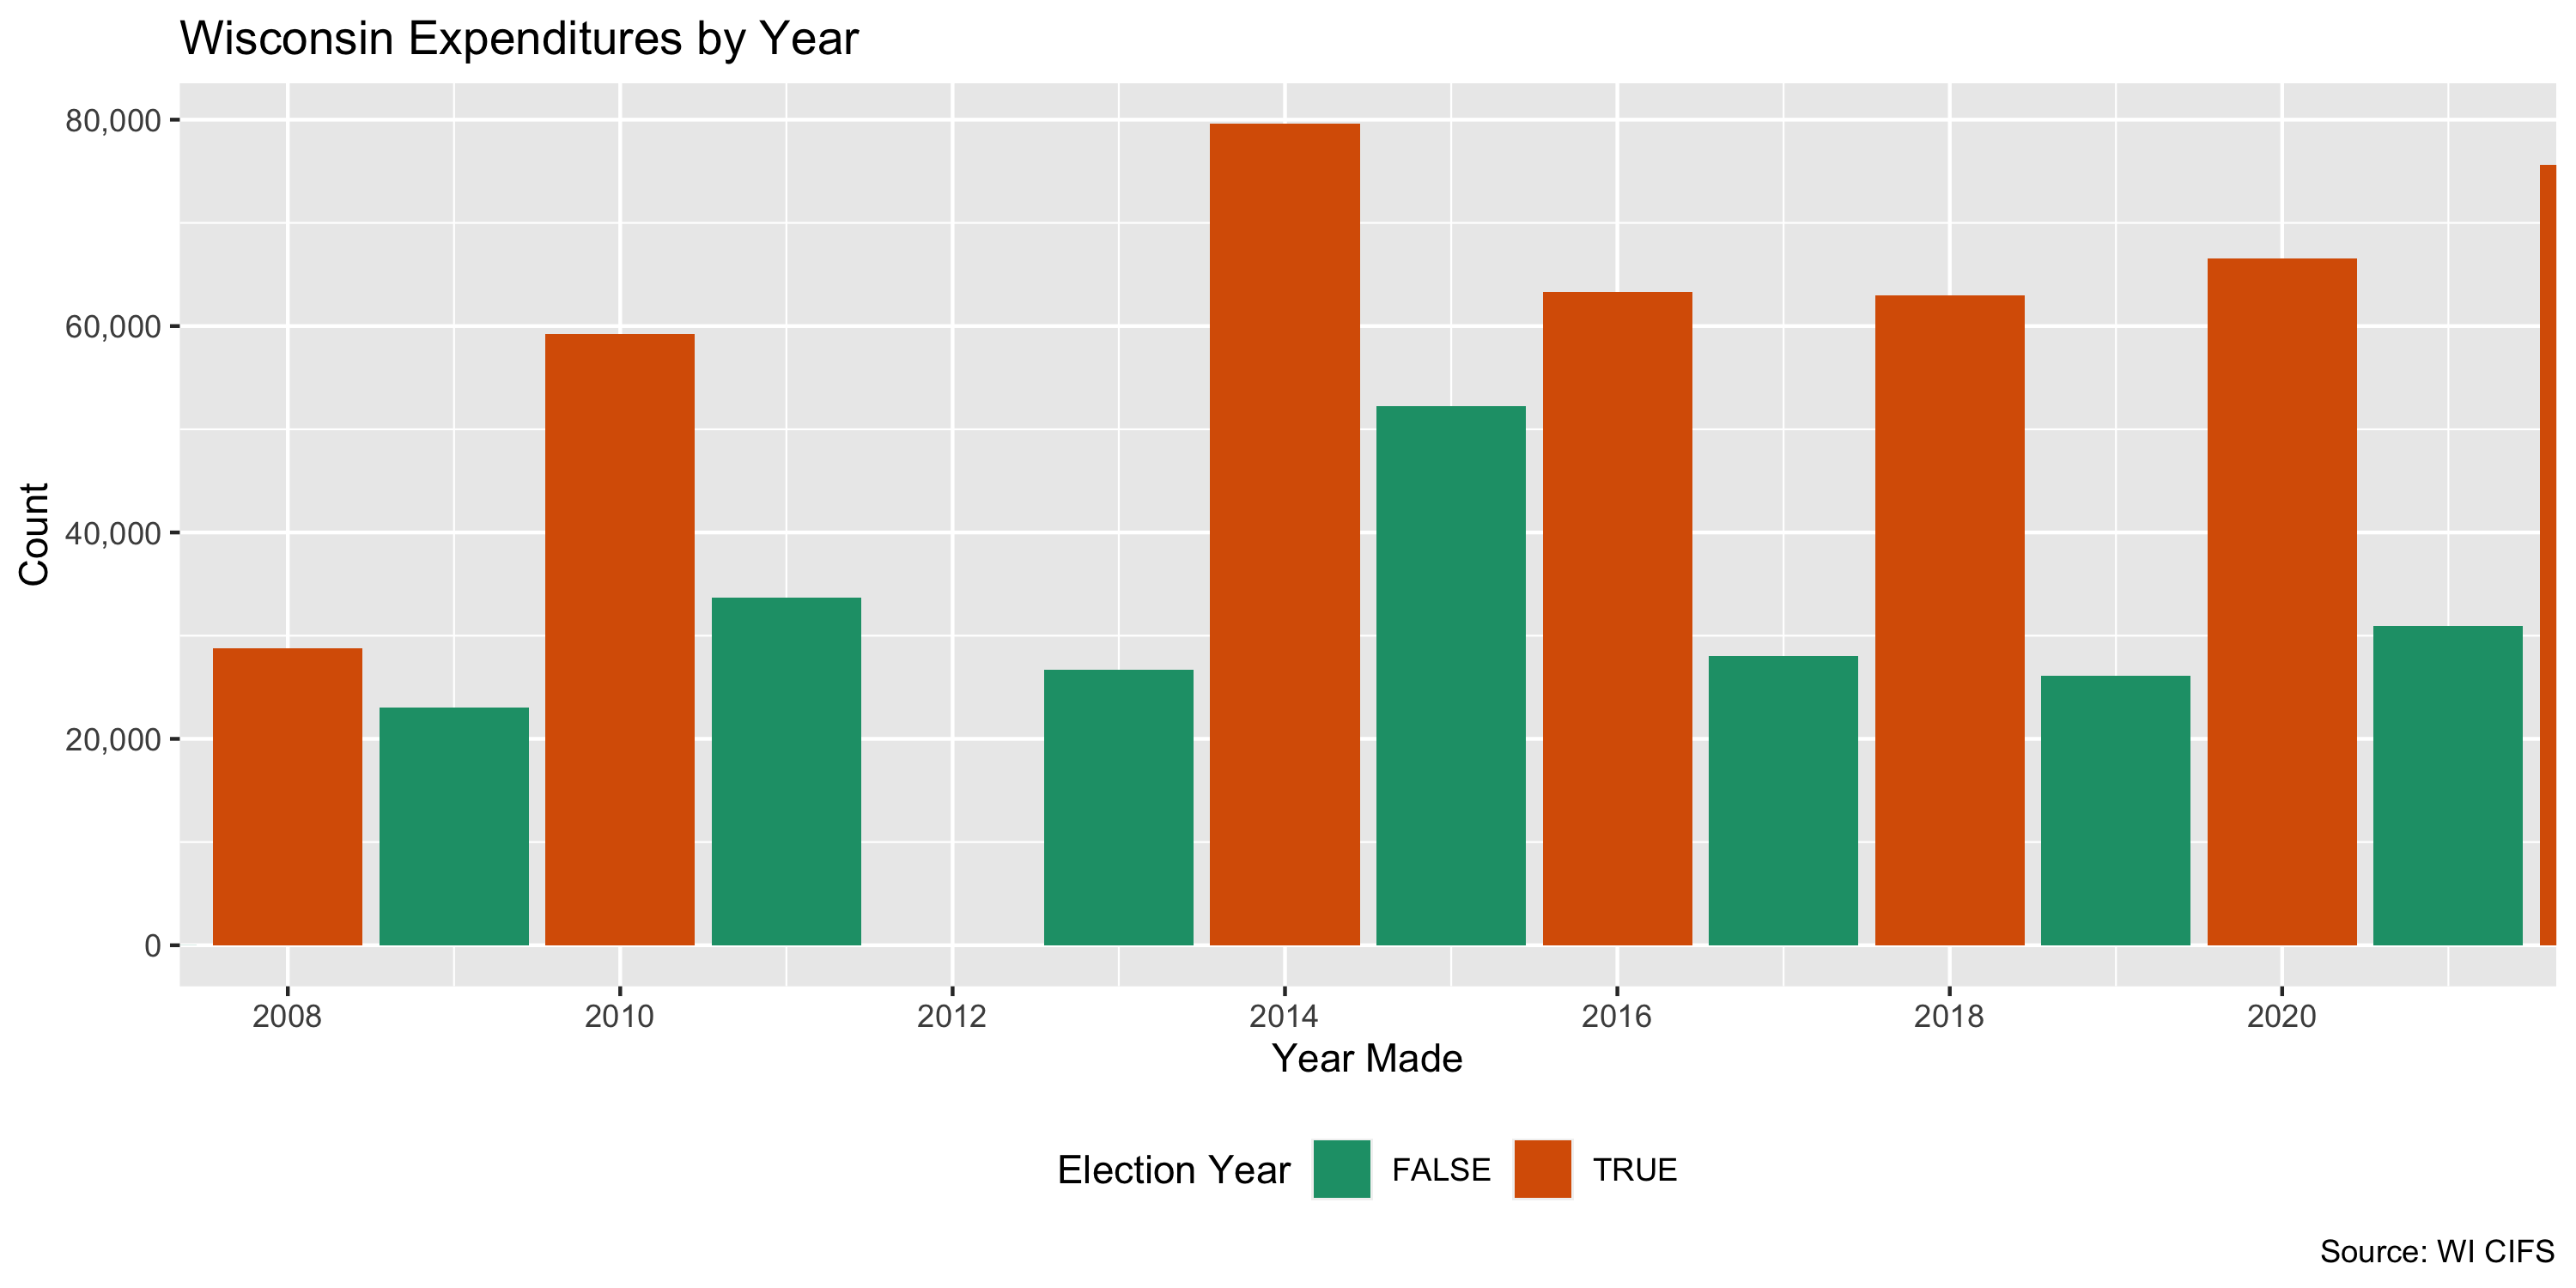 Wisconsin Expenditures by Year
Count
80,000
60,000
40,000
20,000
0
2008 2010 2012 2014 2016 2018 2020
Year Made
Election Year FALSE TRUE
Source: WI CIFS